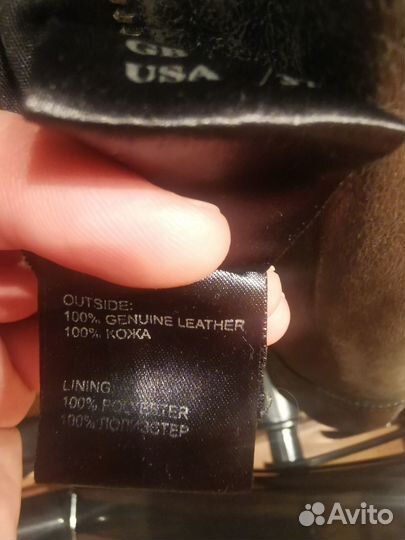 GB
USA
OUTSIDE:
100% GENUINE LEATHER
100% КОЖА
LINING
100% POLYESTER
100% ПОЛИЭСТЕР
Avito